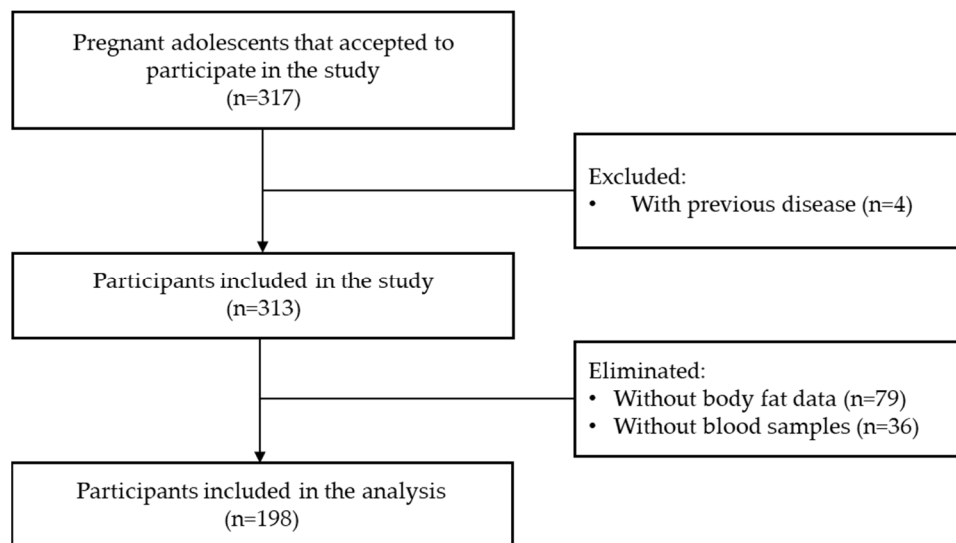 Pregnant adolescents that accepted to
participate in the study
(n=317)
Excluded:
• With previous disease (n=4)
Participants included in the study
(n=313)
Eliminated:
• Without body fat data (n=79)
• Without blood samples (n=36)
Participants included in the analysis
(n=198)